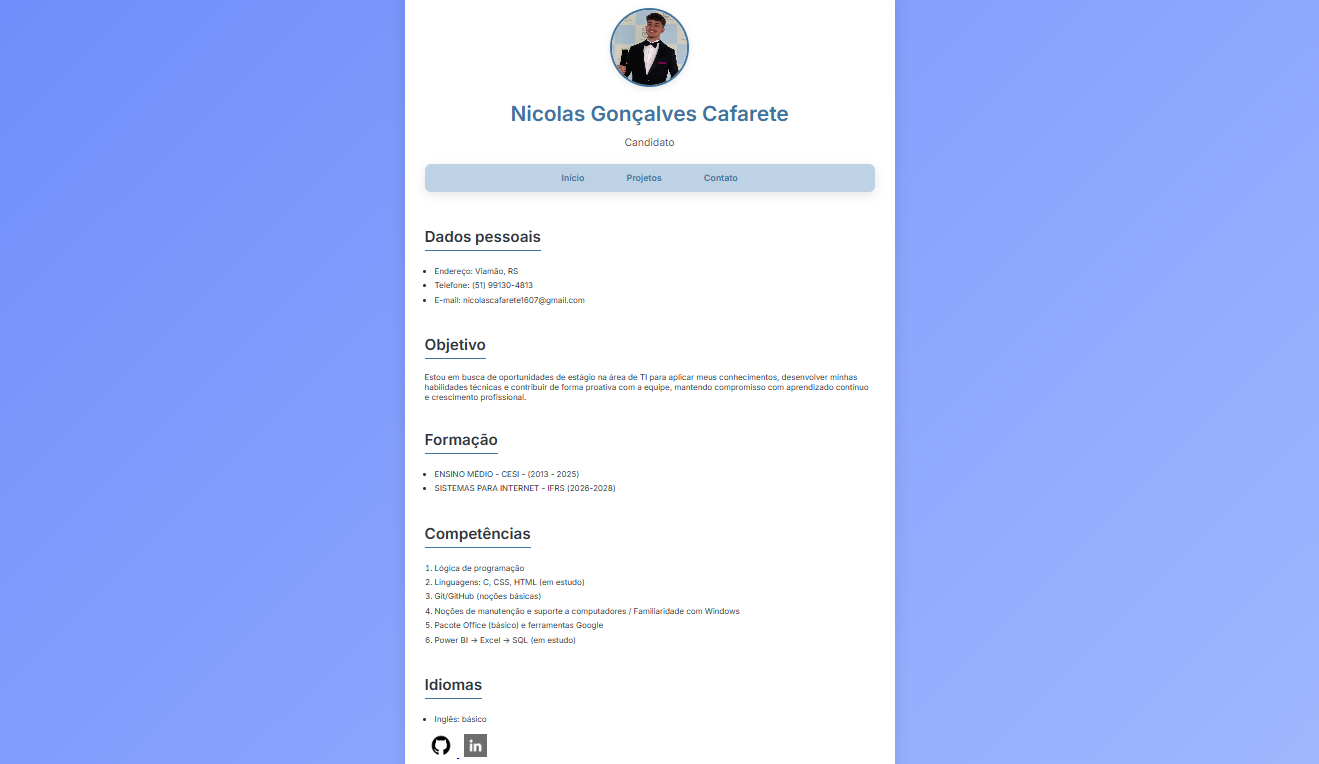 Nicolas Gonçalves Cafarete
Candidato
Início Projetos Contato
Dados pessoais
• Endereço: Viamão, RS
• Telefone: (51) 99130-4813
• E-mail: nicolascafarete1607@gmail.com
Objetivo
Estou em busca de oportunidades de estágio na área de TI para aplicar meus conhecimentos, desenvolver minhas
habilidades técnicas e contribuir de forma proativa com a equipe, mantendo compromisso com aprendizado contínuo
e crescimento profissional.
Formação
• ENSINO MÉDIO - CESI - (2013 - 2025)
• SISTEMAS PARA INTERNET - IFRS (2026-2028)
Competências
1. Lógica de programação
2. Linguagens: C, CSS, HTML (em estudo)
3. Git/GitHub (noções básicas)
4. Noções de manutenção e suporte a computadores / Familiaridade com Windows
5. Pacote Office (básico) e ferramentas Google
6. Power BI → Excel → SQL (em estudo)
Idiomas
• Inglês: básico
in